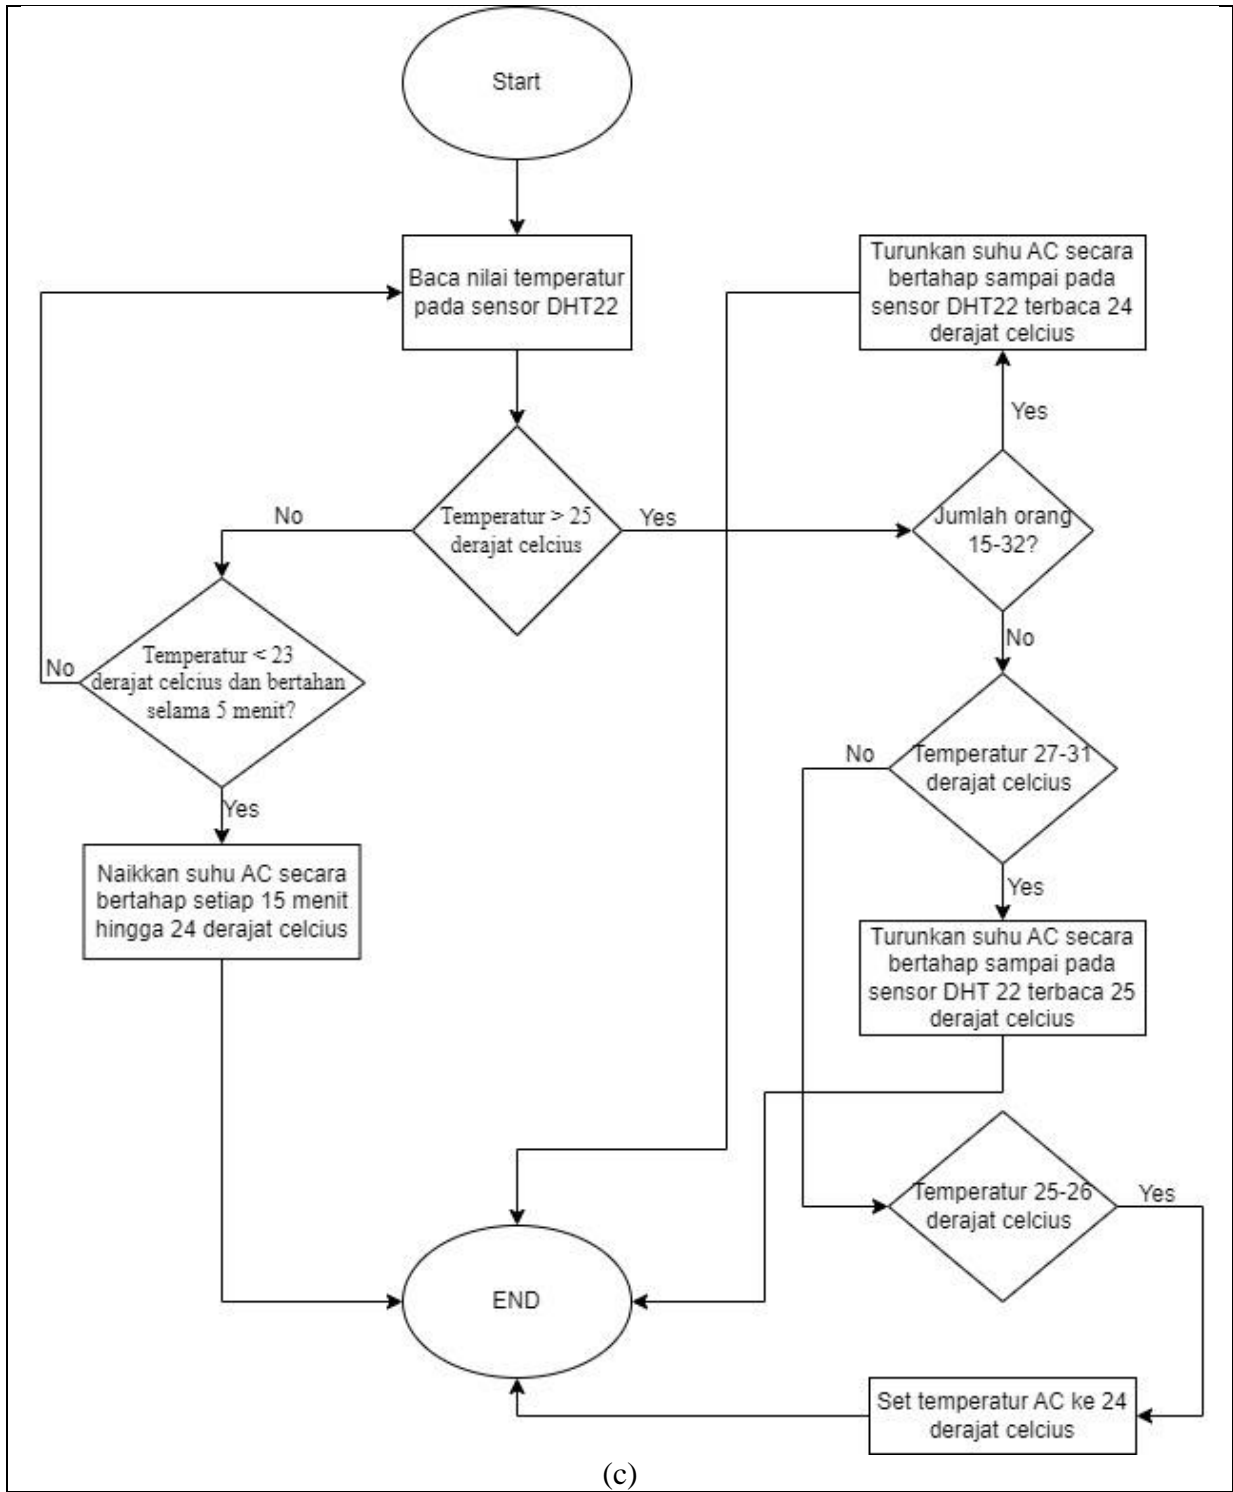 Start
Baca nilai temperatur
pada sensor DHT22
Turunkan suhu AC secara
bertahap sampai pada
sensor DHT22 terbaca 24
derajat celcius
Yes
No
Temperatur > 25
derajat celcius
Yes
Jumlah orang
15-32?
No
No
Temperatur < 23
derajat celcius dan bertahan
selama 5 menit?
No
Temperatur 27-31
derajat celcius
Yes
Naikkan suhu AC secara
bertahap setiap 15 menit
hingga 24 derajat celcius
Yes
Turunkan suhu AC secara
bertahap sampai pada
sensor DHT 22 terbaca 25
derajat celcius
Temperatur 25-26
derajat celcius
Yes
END
Set temperatur AC ke 24
derajat celcius
(c)